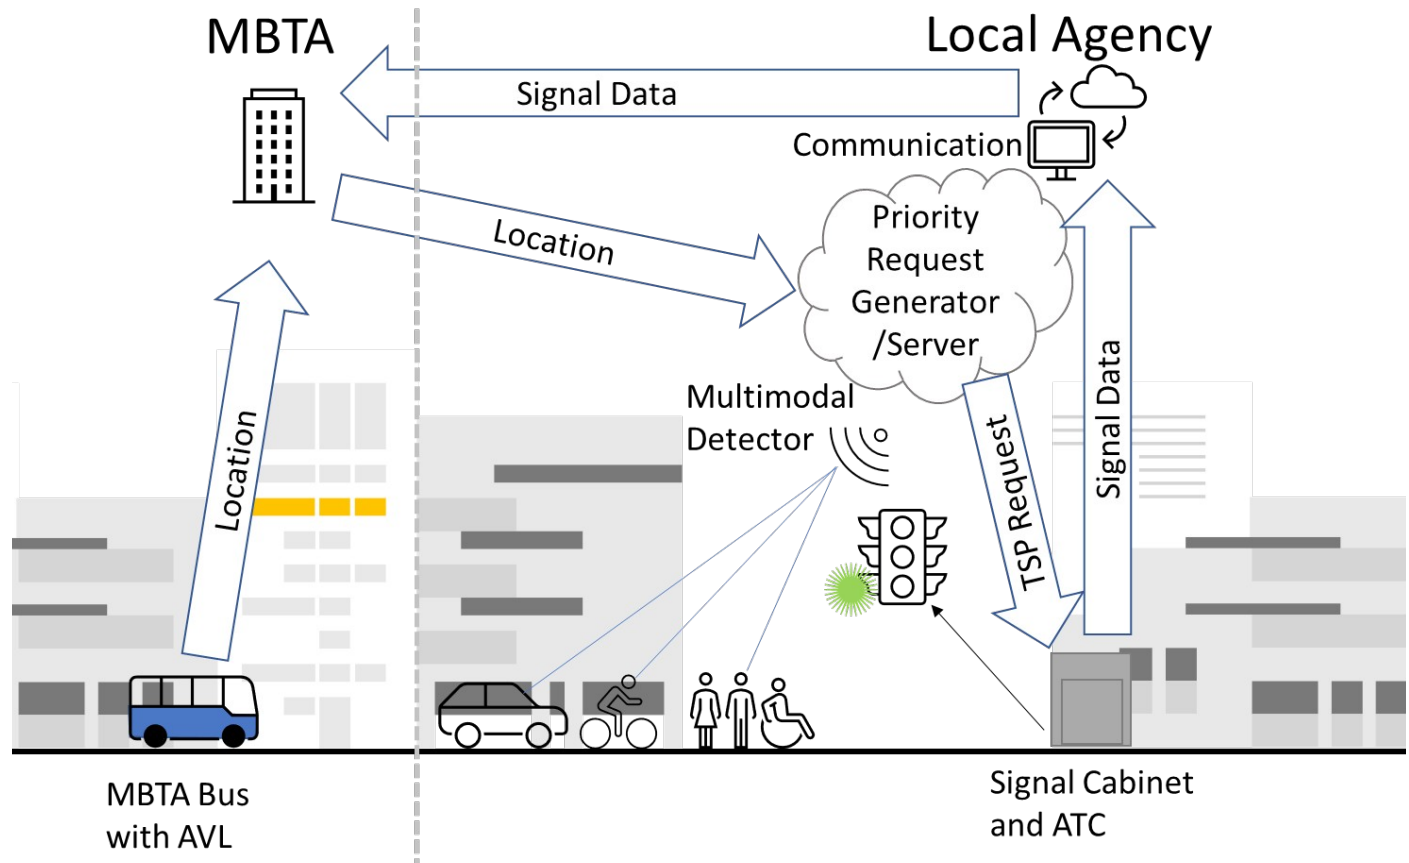 MBTA
Local Agency
Signal Data
Communication
Location
Priority
Request
Generator
/Server
Multimodal
Detector
Location
TSP Request
Signal Data
MBTA Bus
with AVL
Signal Cabinet
and ATC